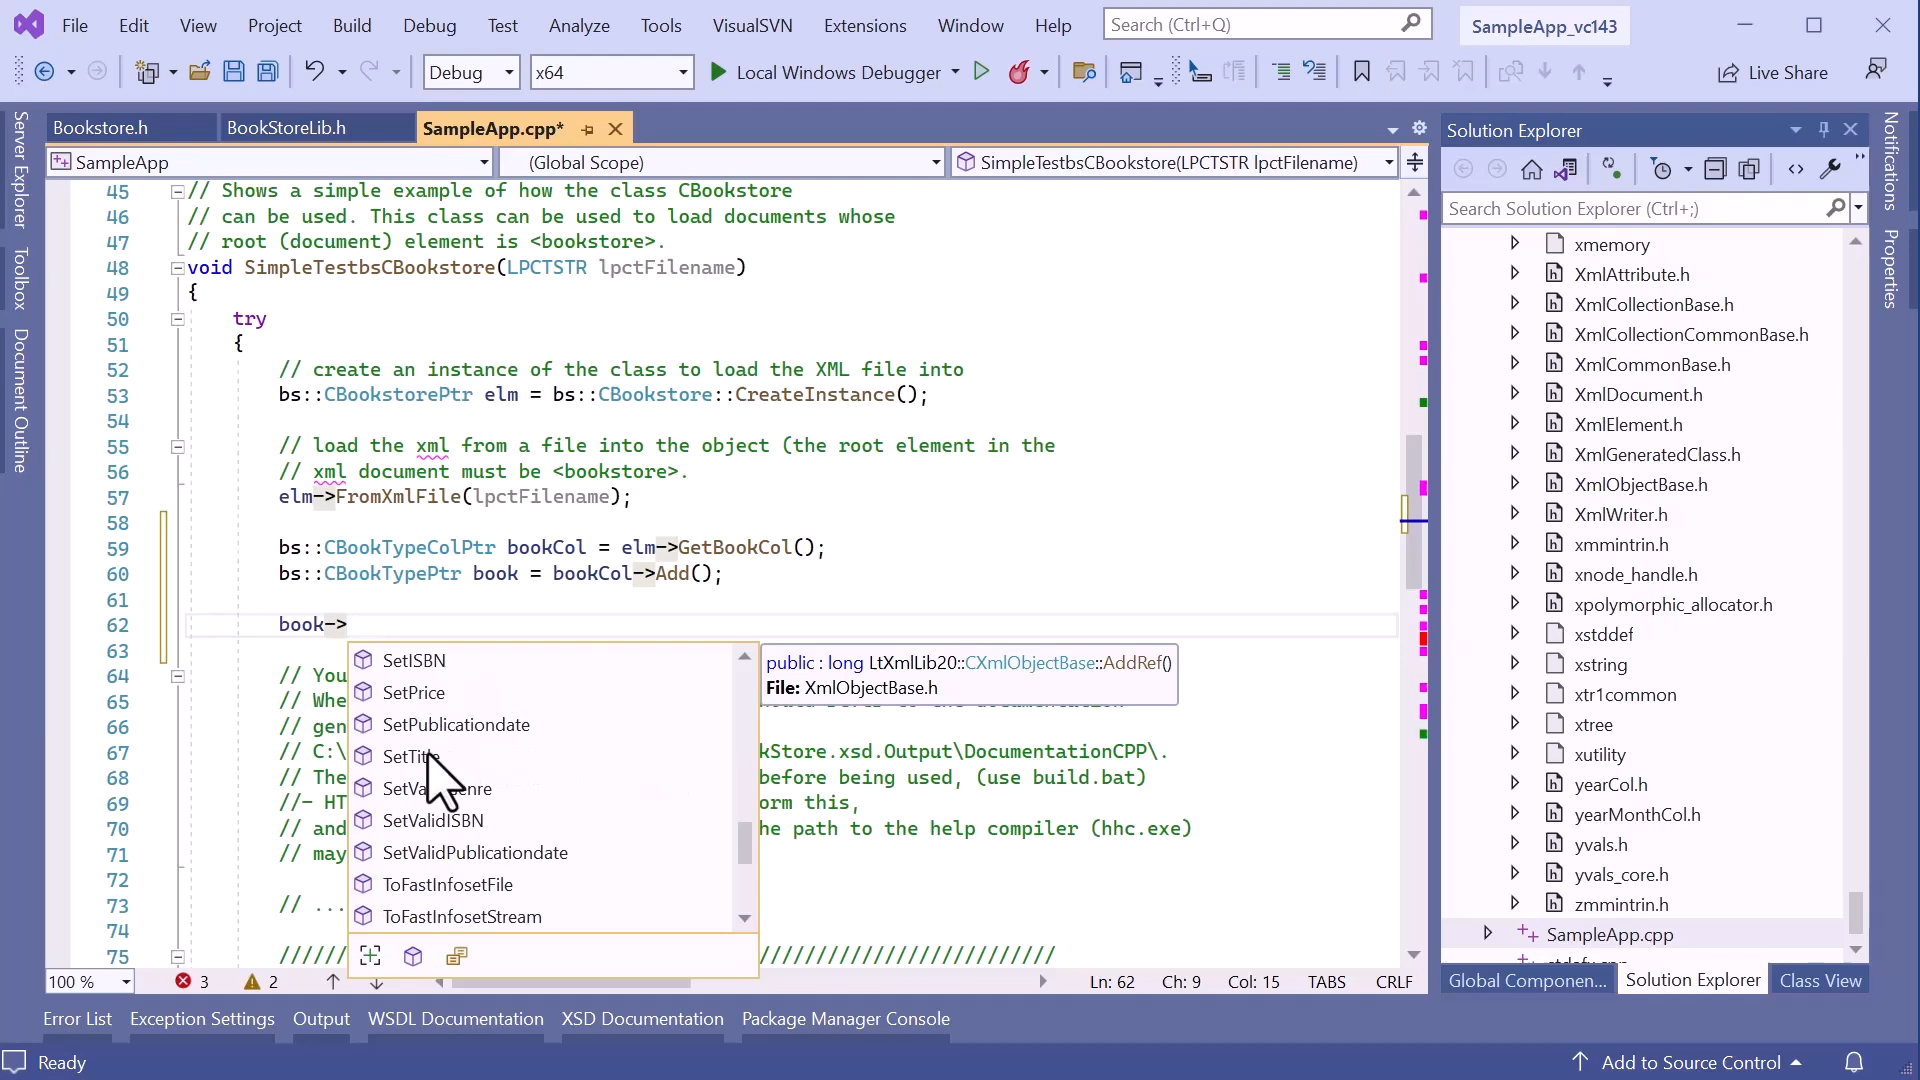 File Edit View Project Build Debug Test Analyze Tools VisualSVN Extensions Window Help Search (Ctrl+Q) SampleApp_vc143
Debug x64 Local Windows Debugger Live Share
Server Explorer
Toolbox
Document Outline
Bookstore.h BookStoreLib.h SampleApp.cpp*
SampleApp (Global Scope) SimpleTestbsCBookstore(LPCTSTR lpctFilename)
45 // Shows a simple example of how the class CBookstore
46 // can be used. This class can be used to load documents whose
47 // root (document) element is <bookstore>.
48 void SimpleTestbsCBookstore(LPCTSTR lpctFilename)
49 {
50 try
51 {
52 // create an instance of the class to load the XML file into
53 bs::CBookstorePtr elm = bs::CBookstore::CreateInstance();
54
55 // load the xml from a file into the object (the root element in the
56 // xml document must be <bookstore>.
57 elm->FromXmlFile(lpctFilename);
58
59 bs::CBookTypeColPtr bookCol = elm->GetBookCol();
60 bs::CBookTypePtr book = bookCol->Add();
61
62 book->
63
64 // You
65 // Whe
66 // gen
67 // C:\ kStore.xsd.Output\DocumentationCPP\.
68 // The before being used, (use build.bat)
69 //- HT orm this,
70 // and he path to the help compiler (hhc.exe)
71 // may
72
73 // ...
74
75 ////// //////////////////////////
SetISBN
SetPrice
SetPublicationdate
SetTitle
SetVa enre
SetValidISBN
SetValidPublicationdate
ToFastInfosetFile
ToFastInfosetStream
public : long LtXmlLib20::CXmlObjectBase::AddRef()
File: XmlObjectBase.h
100 % 3 2 Ln: 62 Ch: 9 Col: 15 TABS CRLF
Solution Explorer
Search Solution Explorer (Ctrl+;)
xmemory
XmlAttribute.h
XmlCollectionBase.h
XmlCollectionCommonBase.h
XmlCommonBase.h
XmlDocument.h
XmlElement.h
XmlGeneratedClass.h
XmlObjectBase.h
XmlWriter.h
xmmintrin.h
xnode_handle.h
xpolymorphic_allocator.h
xstddef
xstring
xtr1common
xtree
xutility
yearCol.h
yearMonthCol.h
yvals.h
yvals_core.h
zmmintrin.h
SampleApp.cpp
Global Componen... Solution Explorer Class View
Notifications
Properties
Error List Exception Settings Output WSDL Documentation XSD Documentation Package Manager Console
Ready Add to Source Control